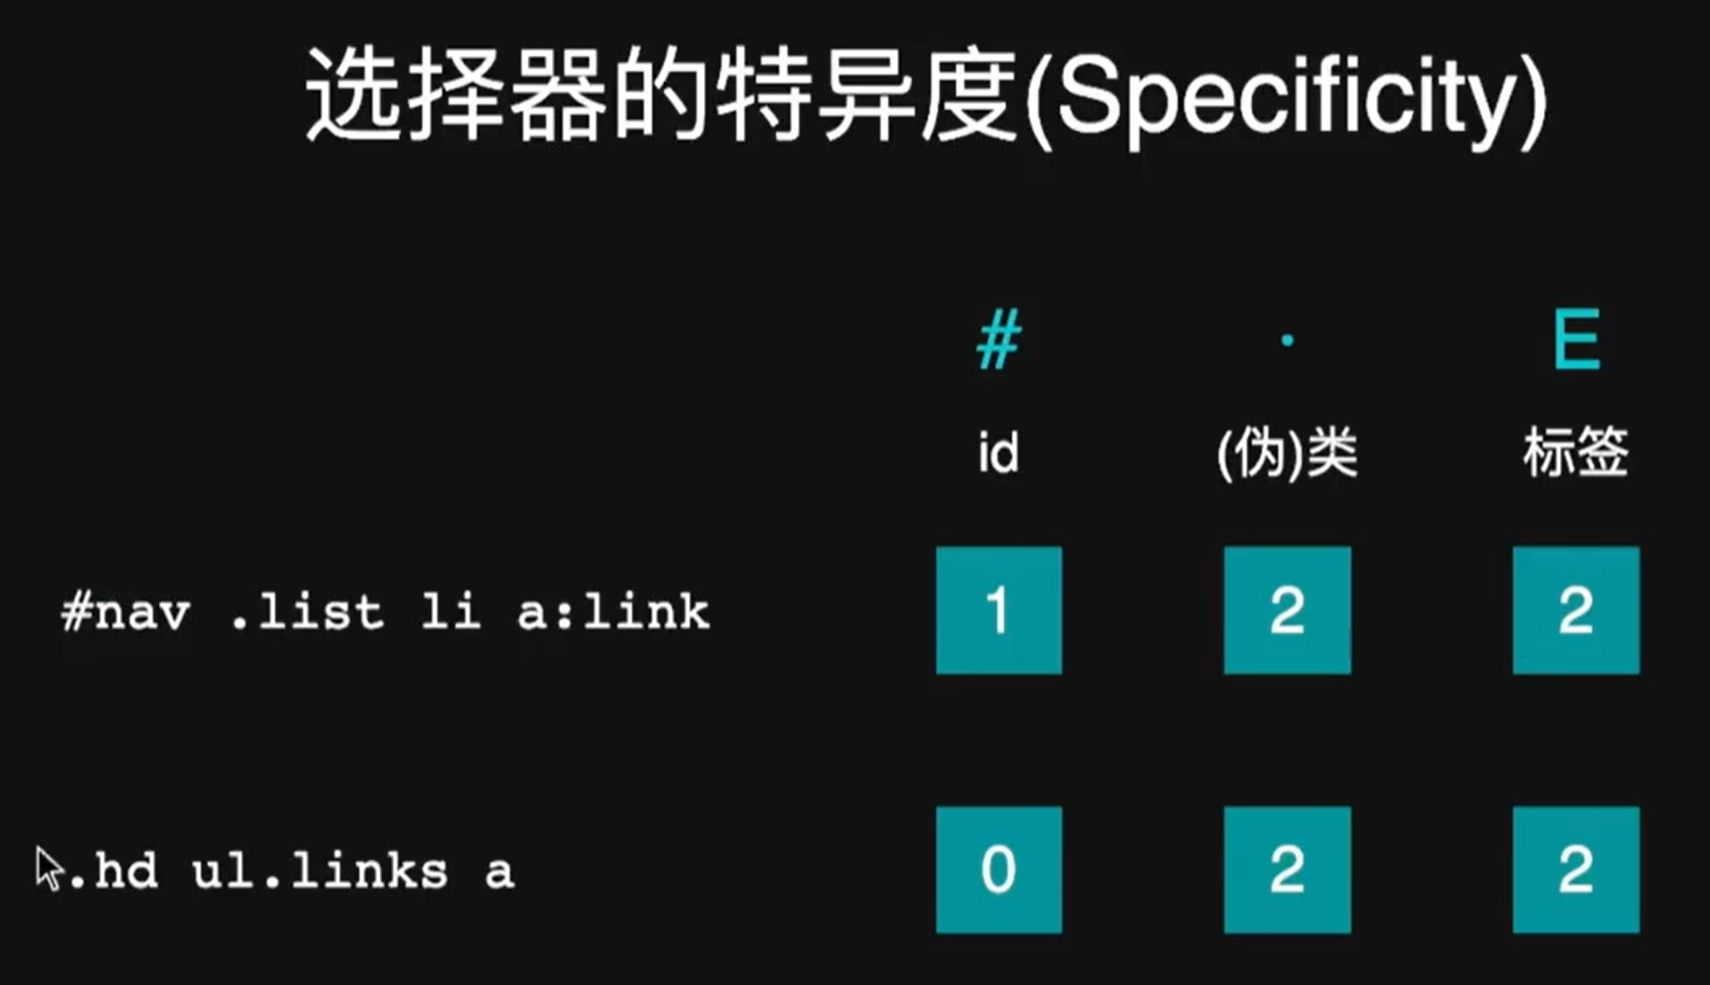 选择器的特异度(Specificity)
# · E
id (伪)类 标签
#nav .list li a:link 1 2 2
.hd ul.links a 0 2 2